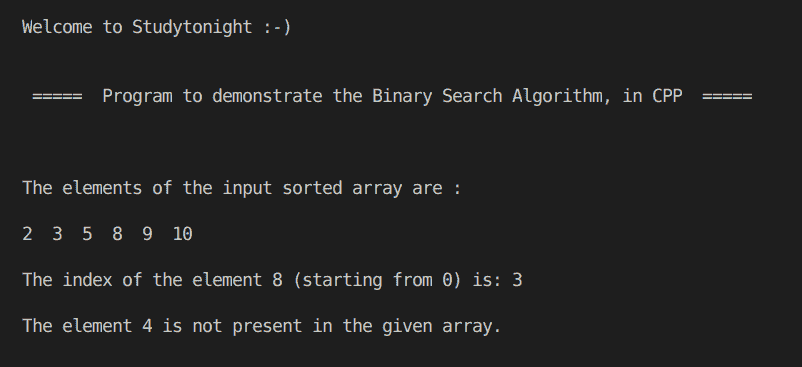 Welcome to Studytonight :-)
===== Program to demonstrate the Binary Search Algorithm, in CPP =====
The elements of the input sorted array are :
2 3 5 8 9 10
The index of the element 8 (starting from 0) is: 3
The element 4 is not present in the given array.